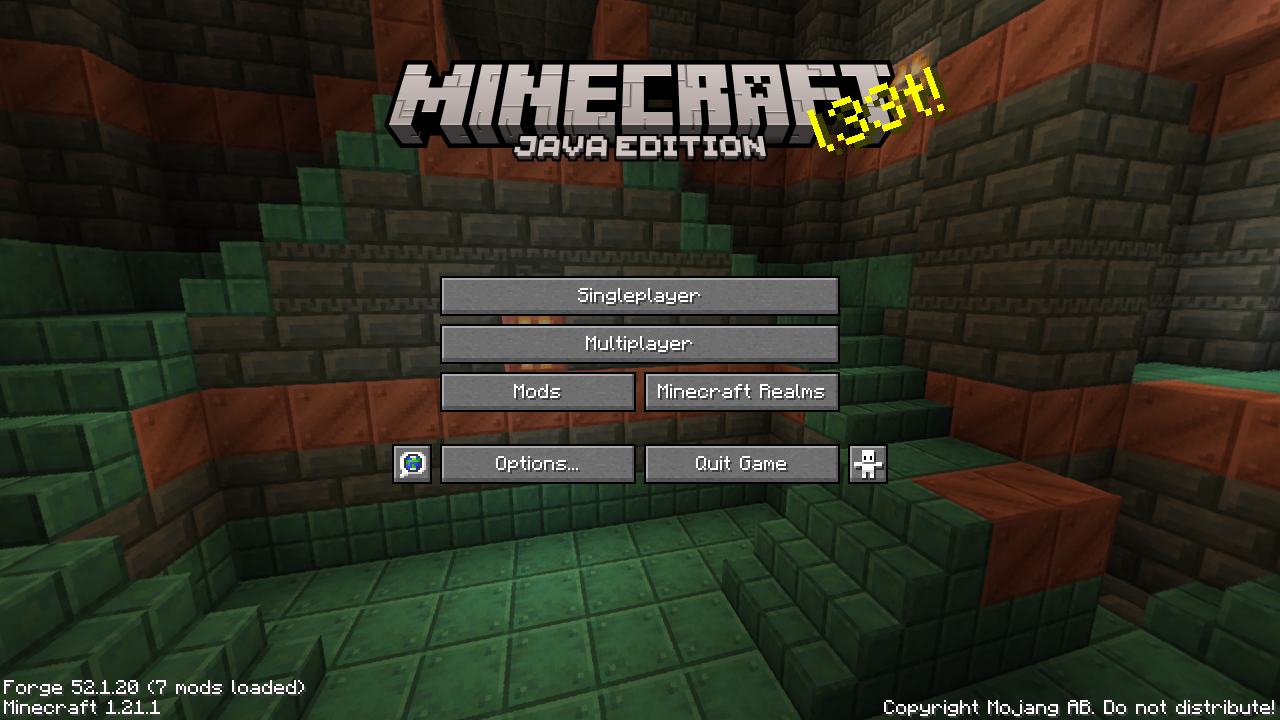 MINECRAFT
JAVA EDITION
!.33t!
Singleplayer
Multiplayer
Mods
Minecraft Realms
Options...
Quit Game
Forge 52.1.20 (7 mods loaded)
Minecraft 1.21.1
Copyright Mojang AB. Do not distribute!